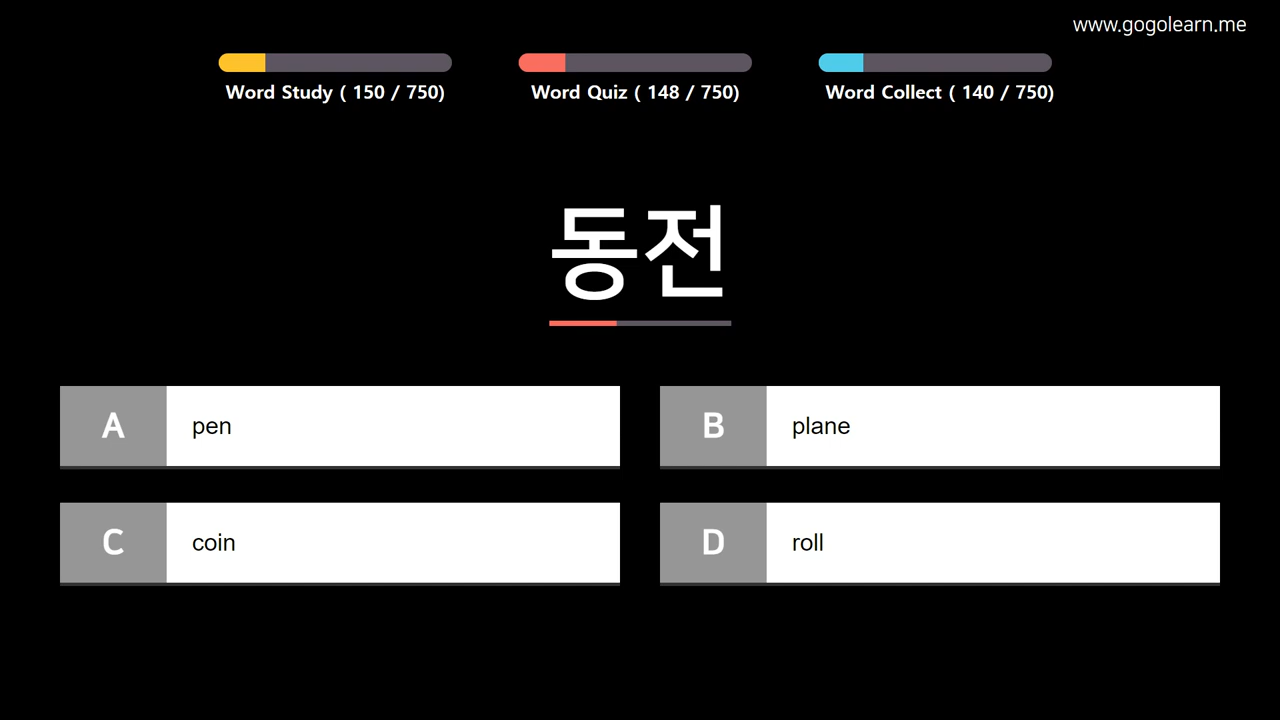 www.gogolearn.me
Word Study ( 150 / 750)
Word Quiz ( 148 / 750)
Word Collect ( 140 / 750)
동전
A pen
B plane
C coin
D roll